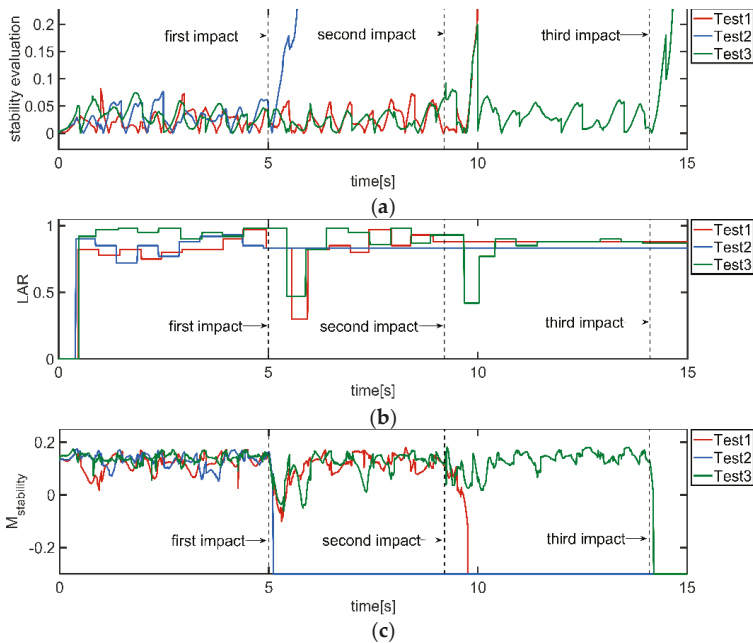 0.2
0.15
0.1
0.05
0
stability evaluation
first impact
second impact
third impact
Test1
Test2
Test3
0
5
10
15
time[s]
(a)
1
0.5
0
LAR
first impact
second impact
third impact
Test1
Test2
Test3
0
5
10
15
time[s]
(b)
0.2
0
-0.2
Mstability
first impact
second impact
third impact
Test1
Test2
Test3
0
5
10
15
time[s]
(c)